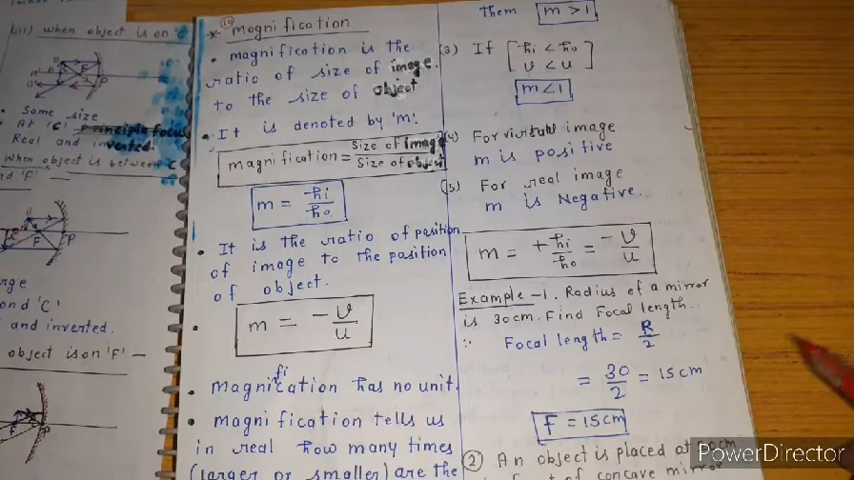 (iii) when object is on 'C'
Same size
At 'C' principle focus
Real and inverted.
When object is between C
nd 'F'
rge
ond 'C'
and inverted.
object is on 'F' -
(10)
* magnification
• magnification is the
ratio of size of image.
to the size of object
• It is denoted by 'm'.
magnification = Size of image / Size of object
m = hi / ho
• It is the ratio of position
of image to the position
of object.
• m = - v / u
• magnification has no unit.
• magnification tells us
in real how many times
(larger or smaller) are the
Them m > 1
(3) If [ hi < ho
v < u ]
m < 1
(4) For virtual image
m is positive
(5) For real image
m is Negative.
m = + hi / ho = - v / u
Example -1. Radius of a mirror
is 30cm. Find Focal length.
∵ Focal length = R / 2
= 30 / 2 = 15 cm
F = 15cm
(2) An object is placed at
of concave mirror
PowerDirector